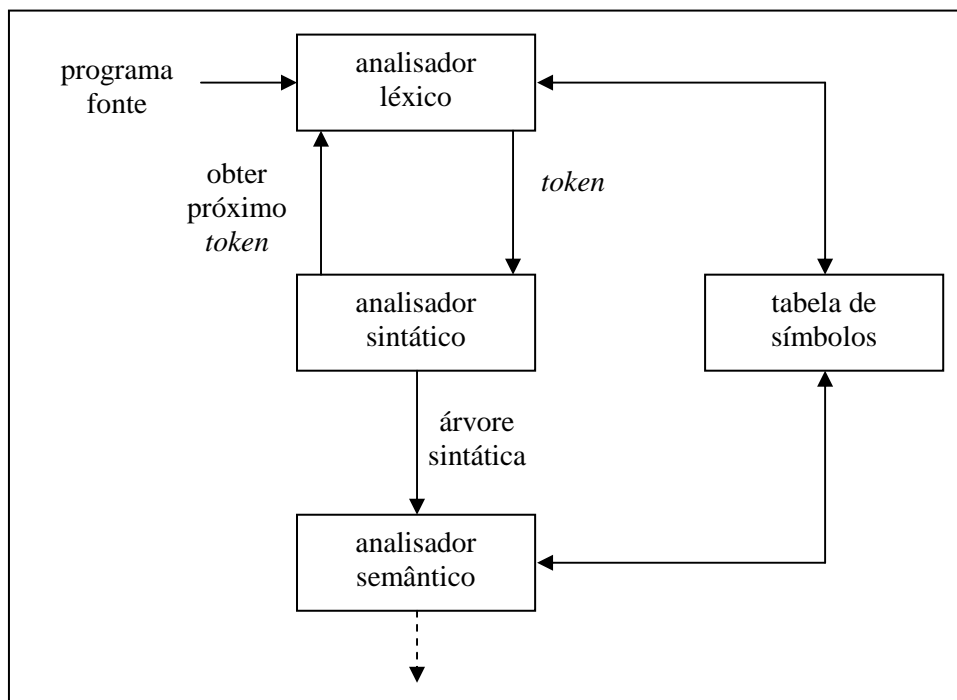 programa
fonte
analisador
léxico
obter
próximo
token
token
analisador
sintático
tabela de
símbolos
árvore
sintática
analisador
semântico